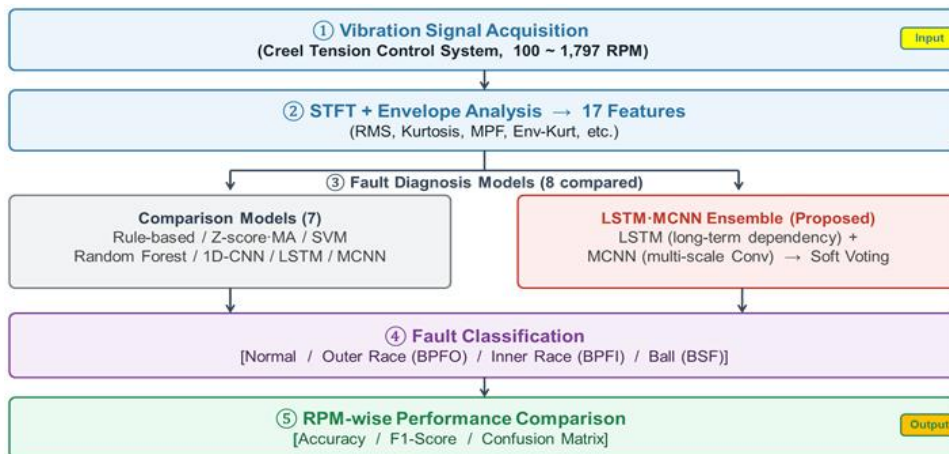 ① Vibration Signal Acquisition
(Creel Tension Control System, 100 ~ 1,797 RPM)
Input
② STFT + Envelope Analysis → 17 Features
(RMS, Kurtosis, MPF, Env-Kurt, etc.)
③ Fault Diagnosis Models (8 compared)
Comparison Models (7)
Rule-based / Z-score·MA / SVM
Random Forest / 1D-CNN / LSTM / MCNN
LSTM·MCNN Ensemble (Proposed)
LSTM (long-term dependency) +
MCNN (multi-scale Conv) → Soft Voting
④ Fault Classification
[Normal / Outer Race (BPFO) / Inner Race (BPFI) / Ball (BSF)]
⑤ RPM-wise Performance Comparison
[Accuracy / F1-Score / Confusion Matrix]
Output